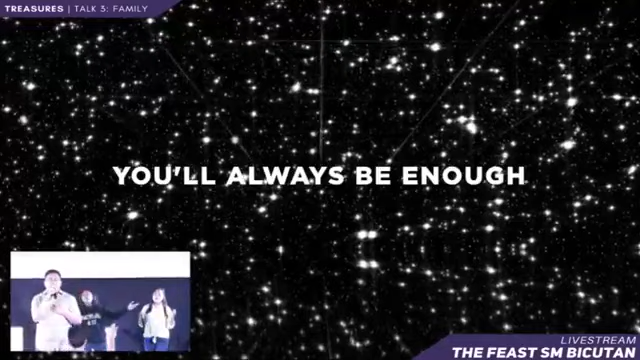 TREASURES | TALK 3: FAMILY
YOU'LL ALWAYS BE ENOUGH
LIVESTREAM
THE FEAST SM BICUTAN